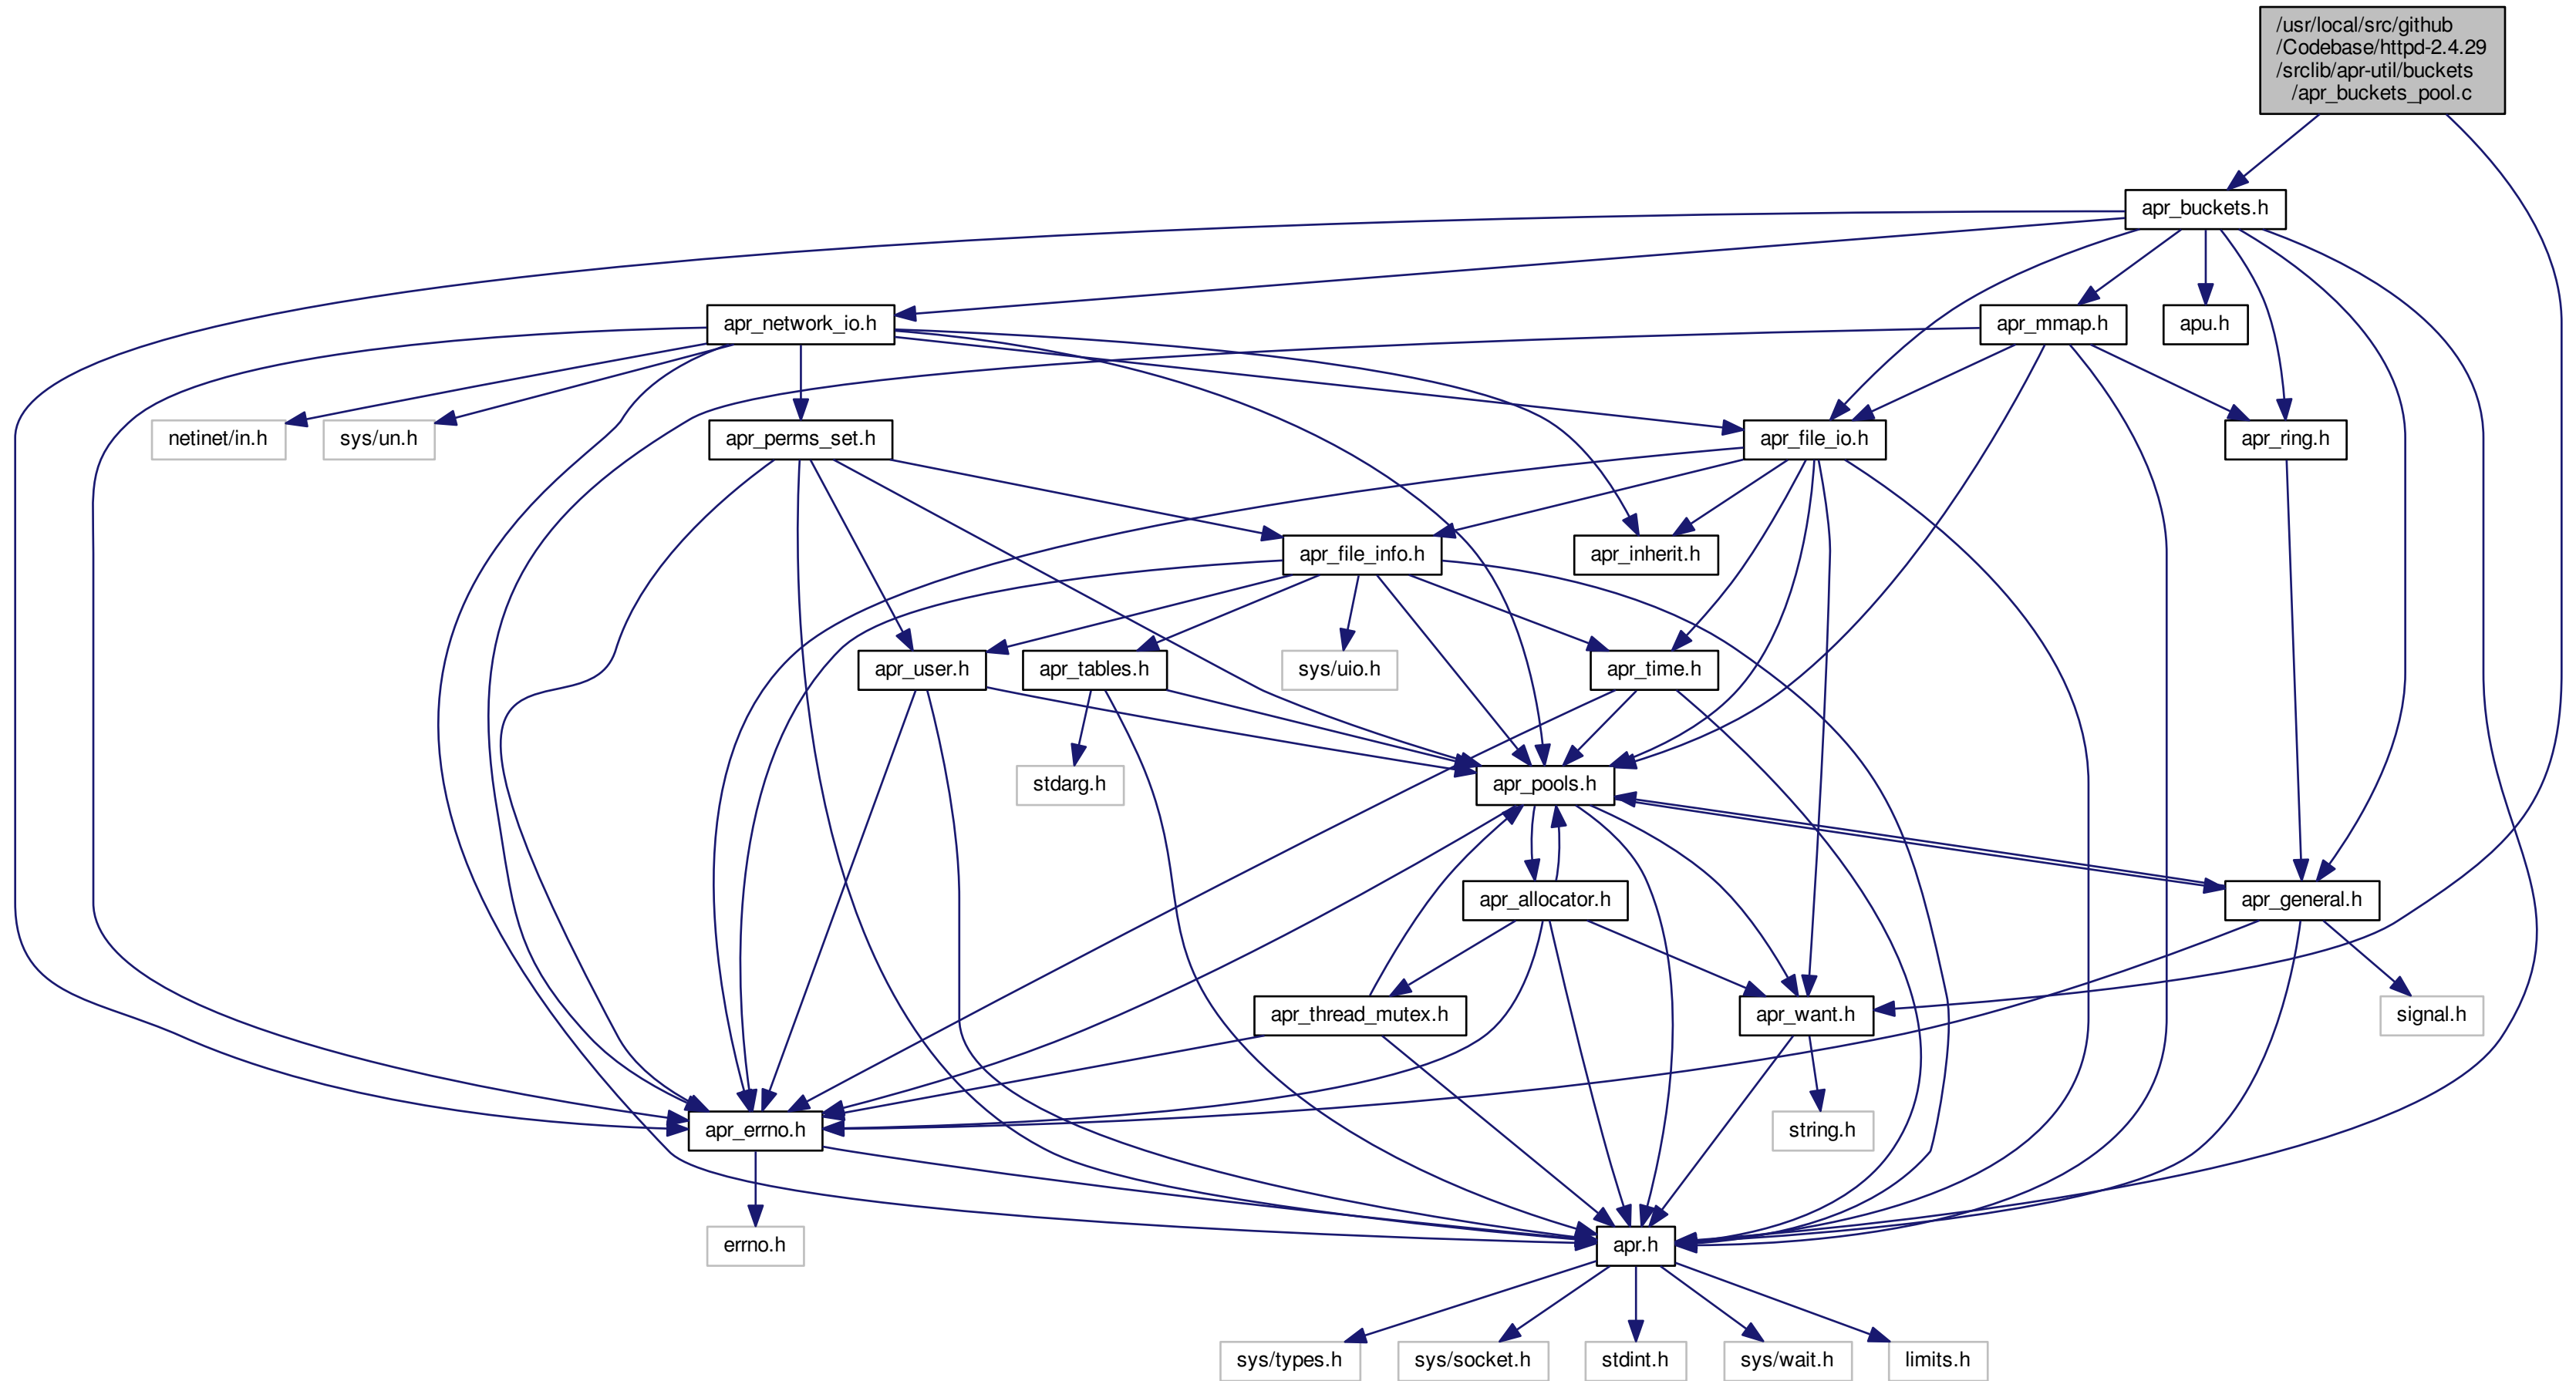 /usr/local/src/github
/Codebase/httpd-2.4.29
/srclib/apr-util/buckets
/apr_buckets_pool.c
apr_buckets.h
apr_network_io.h
apr_mmap.h
apu.h
netinet/in.h
sys/un.h
apr_perms_set.h
apr_file_io.h
apr_ring.h
apr_file_info.h
apr_inherit.h
apr_user.h
apr_tables.h
sys/uio.h
apr_time.h
stdarg.h
apr_pools.h
apr_allocator.h
apr_general.h
apr_thread_mutex.h
apr_want.h
signal.h
apr_errno.h
string.h
errno.h
apr.h
sys/types.h
sys/socket.h
stdint.h
sys/wait.h
limits.h